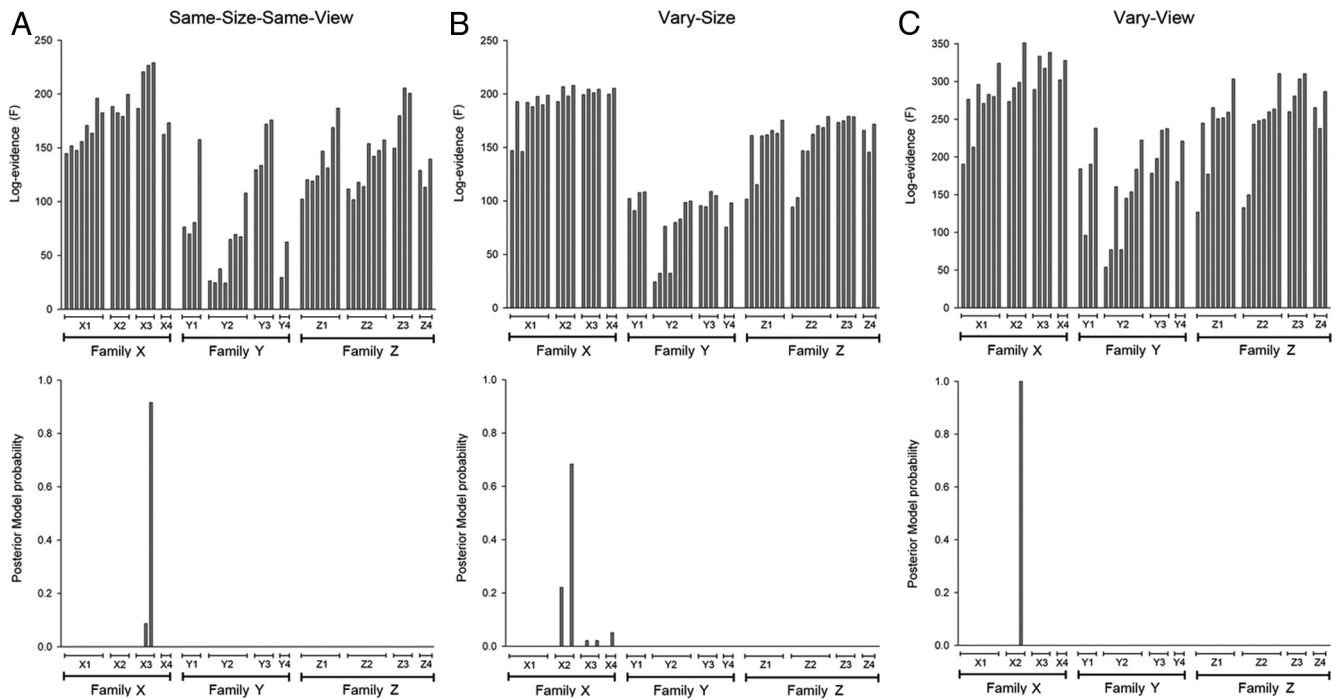 A Same-Size-Same-View
B Vary-Size
C Vary-View
Log-evidence (F)
250
200
150
100
50
0
X1 X2 X3 X4 Y1 Y2 Y3 Y4 Z1 Z2 Z3 Z4
Family X Family Y Family Z
Log-evidence (F)
250
200
150
100
50
0
X1 X2 X3 X4 Y1 Y2 Y3 Y4 Z1 Z2 Z3 Z4
Family X Family Y Family Z
Log-evidence (F)
350
300
250
200
150
100
50
0
X1 X2 X3 X4 Y1 Y2 Y3 Y4 Z1 Z2 Z3 Z4
Family X Family Y Family Z
Posterior Model probability
1.0
0.8
0.6
0.4
0.2
0.0
X1 X2 X3 X4 Y1 Y2 Y3 Y4 Z1 Z2 Z3 Z4
Family X Family Y Family Z
Posterior Model probability
1.0
0.8
0.6
0.4
0.2
0.0
X1 X2 X3 X4 Y1 Y2 Y3 Y4 Z1 Z2 Z3 Z4
Family X Family Y Family Z
Posterior Model probability
1.0
0.8
0.6
0.4
0.2
0.0
X1 X2 X3 X4 Y1 Y2 Y3 Y4 Z1 Z2 Z3 Z4
Family X Family Y Family Z